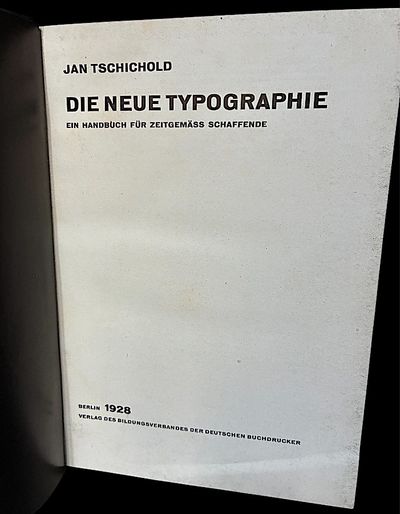 JAN TSCHICHOLD
DIE NEUE TYPOGRAPHIE
EIN HANDBUCH FÜR ZEITGEMÄSS SCHAFFENDE
BERLIN 1928
VERLAG DES BILDUNGSVERBANDES DER DEUTSCHEN BUCHDRUCKER